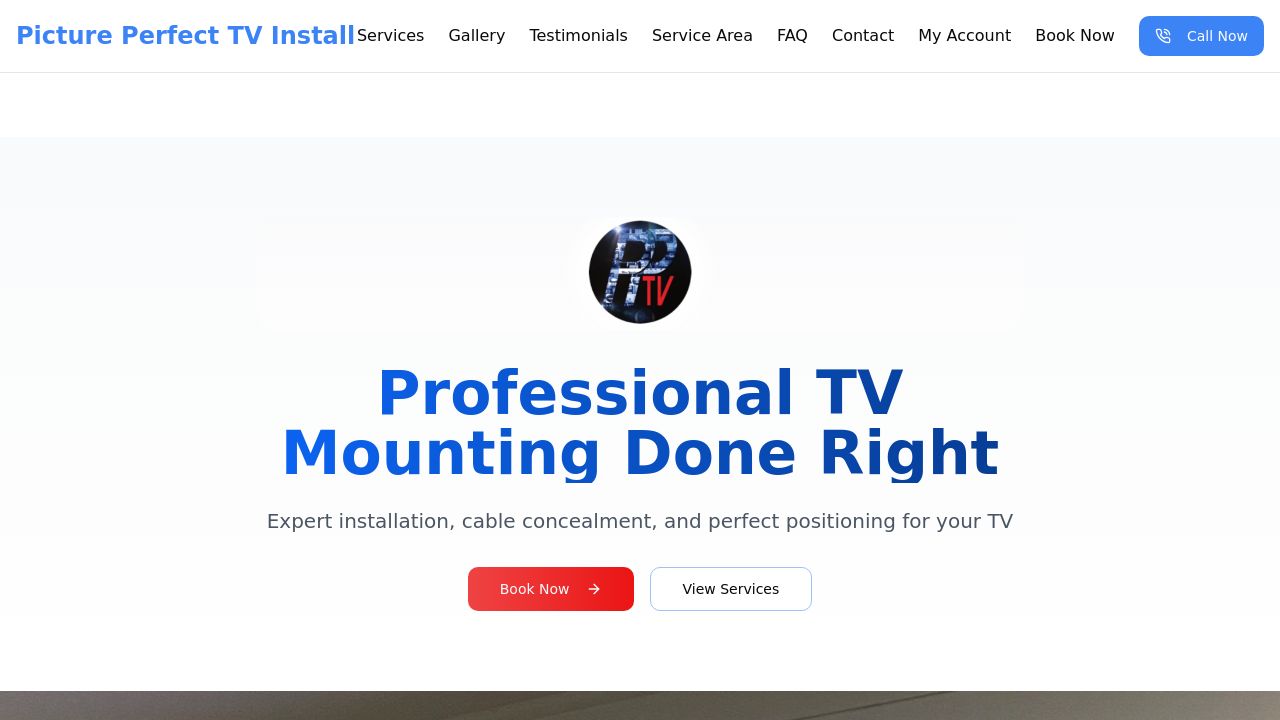 Picture Perfect TV Install Services Gallery Testimonials Service Area FAQ Contact My Account Book Now Call Now
TV
Professional TV
Mounting Done Right
Expert installation, cable concealment, and perfect positioning for your TV
Book Now View Services